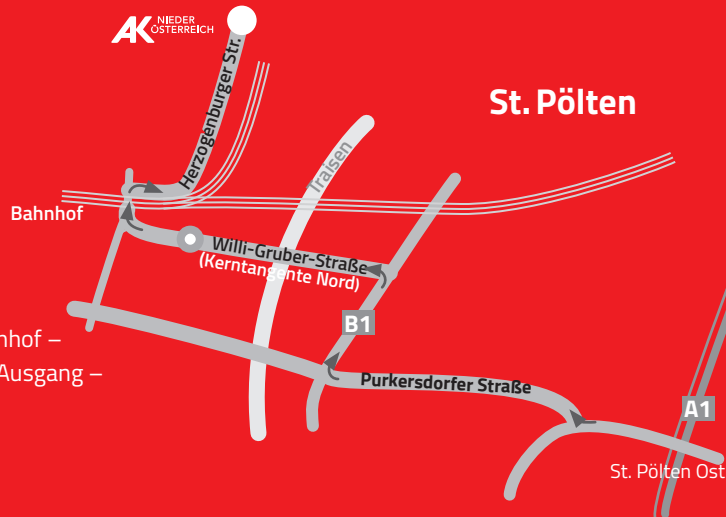 AK NIEDER
ÖSTERREICH
Herzogenburger Str.
St. Pölten
Traisen
Bahnhof
Willi-Gruber-Straße
(Kerntangente Nord)
B1
nhof –
Ausgang –
Purkersdorfer Straße
A1
St. Pölten Ost